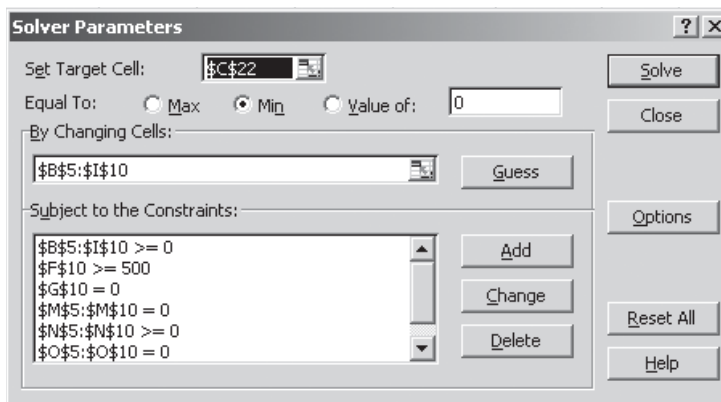 Solver Parameters
Set Target Cell: $C$22 Solve
Equal To: Max Min Value of: 0 Close
By Changing Cells:
$B$5:$I$10 Guess
Subject to the Constraints: Options
$B$5:$I$10 >= 0 Add
$F$10 >= 500
$G$10 = 0 Change
$M$5:$M$10 = 0 Reset All
$N$5:$N$10 >= 0 Delete
$O$5:$O$10 = 0 Help